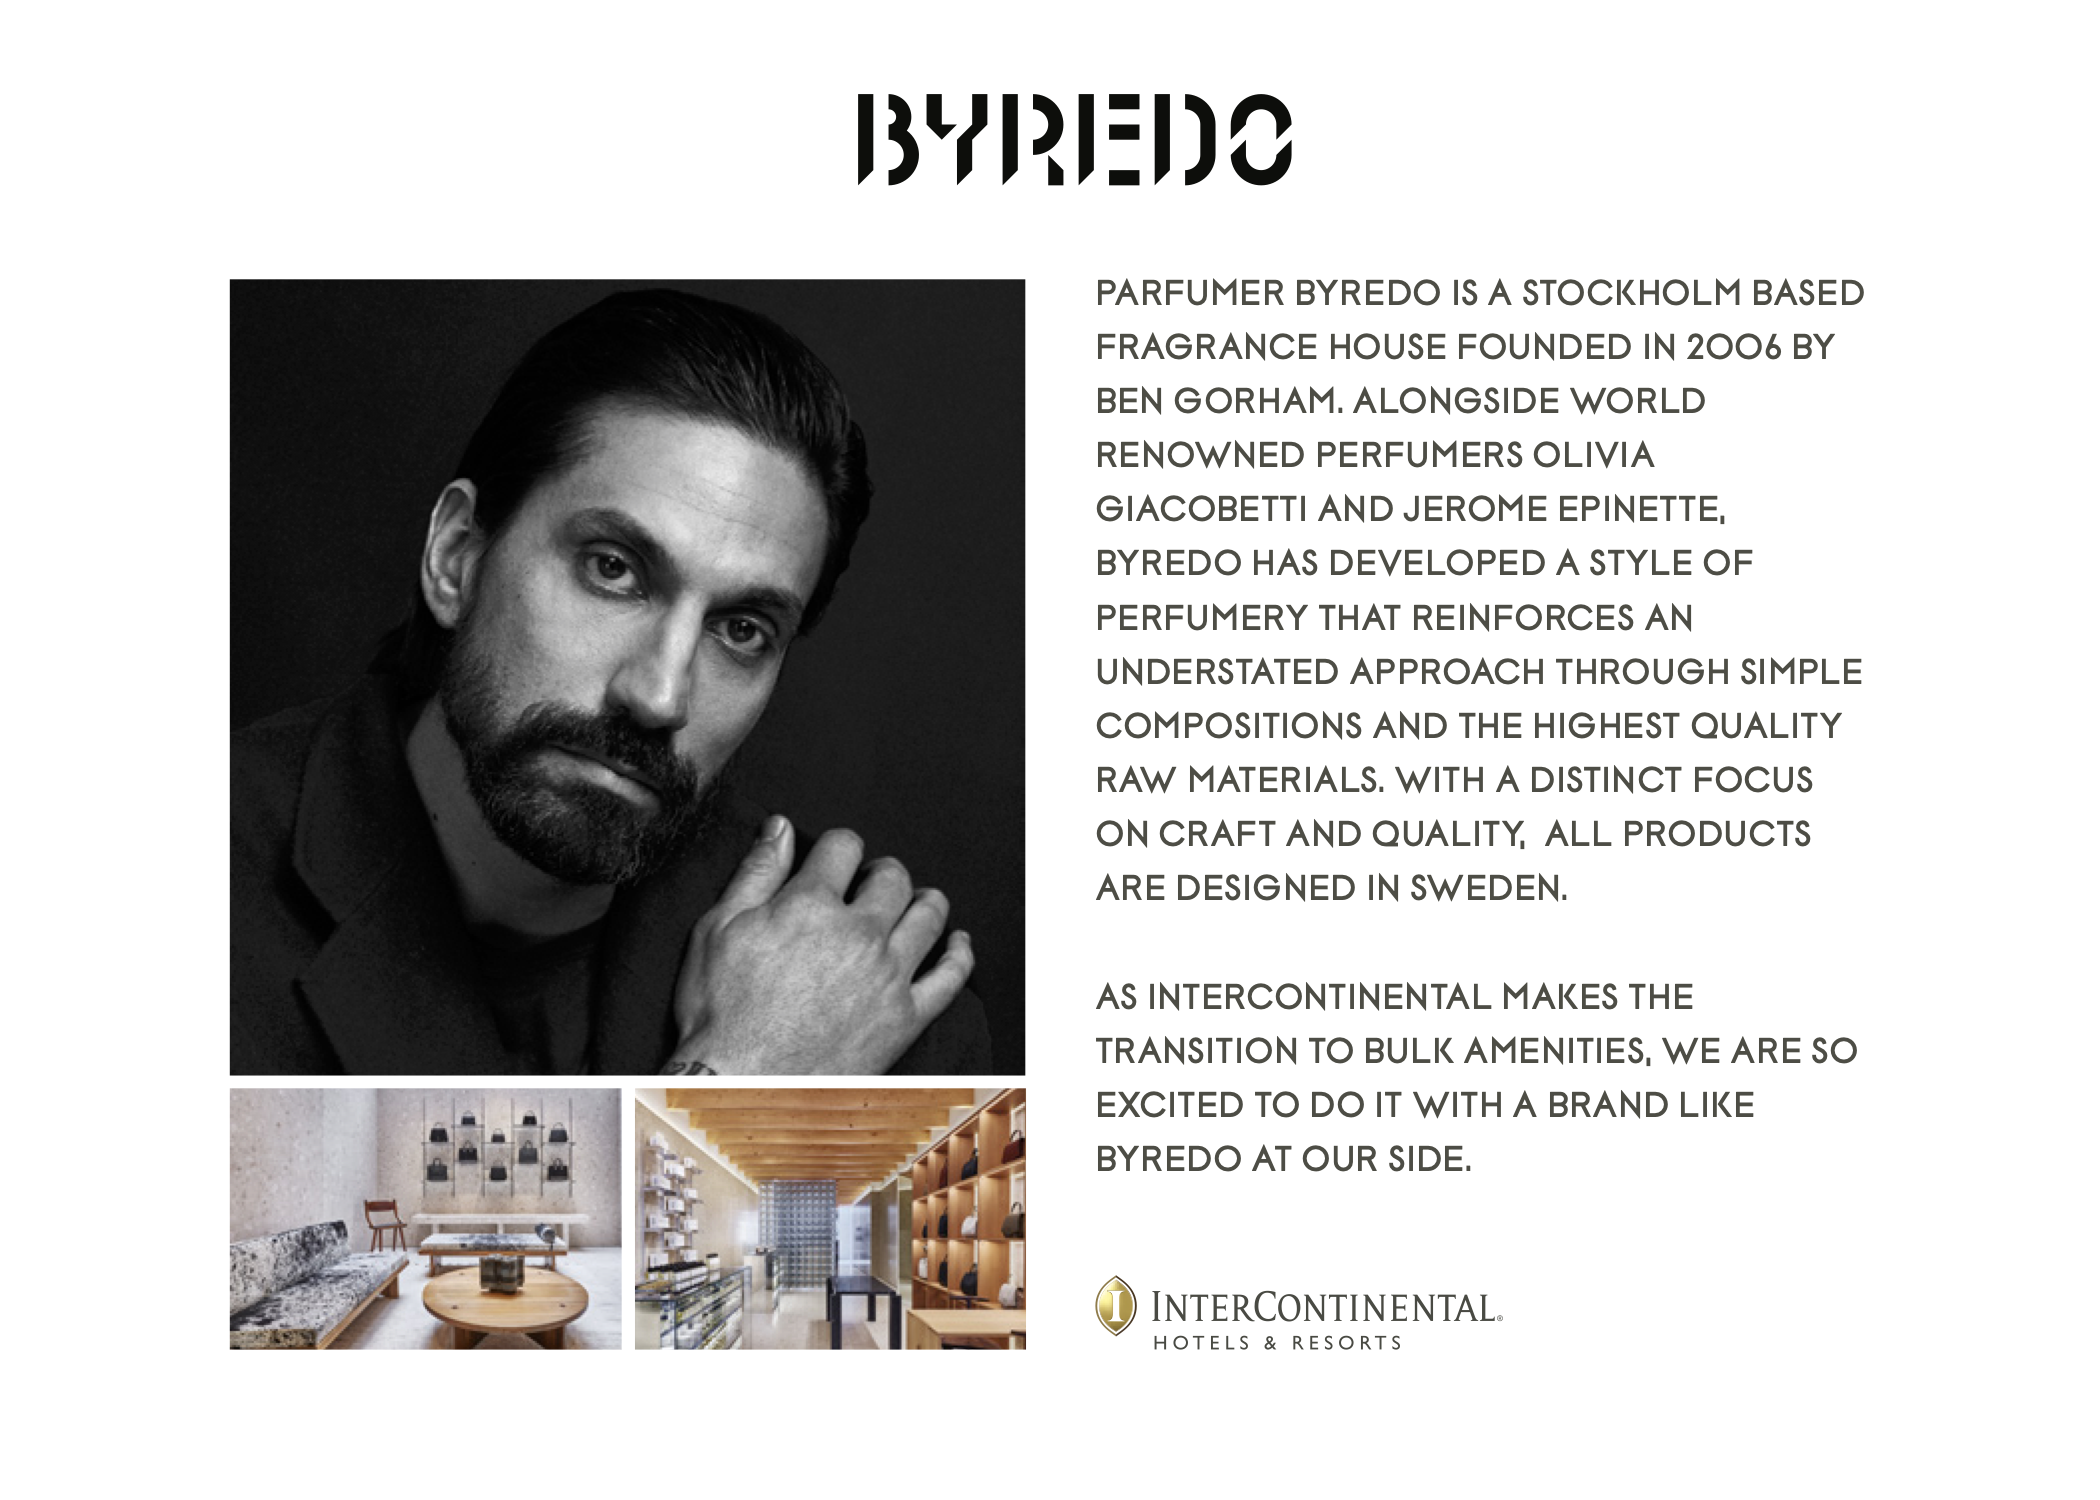 BYREDO
PARFUMER BYREDO IS A STOCKHOLM BASED
FRAGRANCE HOUSE FOUNDED IN 2006 BY
BEN GORHAM. ALONGSIDE WORLD
RENOWNED PERFUMERS OLIVIA
GIACOBETTI AND JEROME EPINETTE,
BYREDO HAS DEVELOPED A STYLE OF
PERFUMERY THAT REINFORCES AN
UNDERSTATED APPROACH THROUGH SIMPLE
COMPOSITIONS AND THE HIGHEST QUALITY
RAW MATERIALS. WITH A DISTINCT FOCUS
ON CRAFT AND QUALITY,  ALL PRODUCTS
ARE DESIGNED IN SWEDEN.
AS INTERCONTINENTAL MAKES THE
TRANSITION TO BULK AMENITIES, WE ARE SO
EXCITED TO DO IT WITH A BRAND LIKE
BYREDO AT OUR SIDE.
I INTERCONTINENTAL®
HOTELS & RESORTS